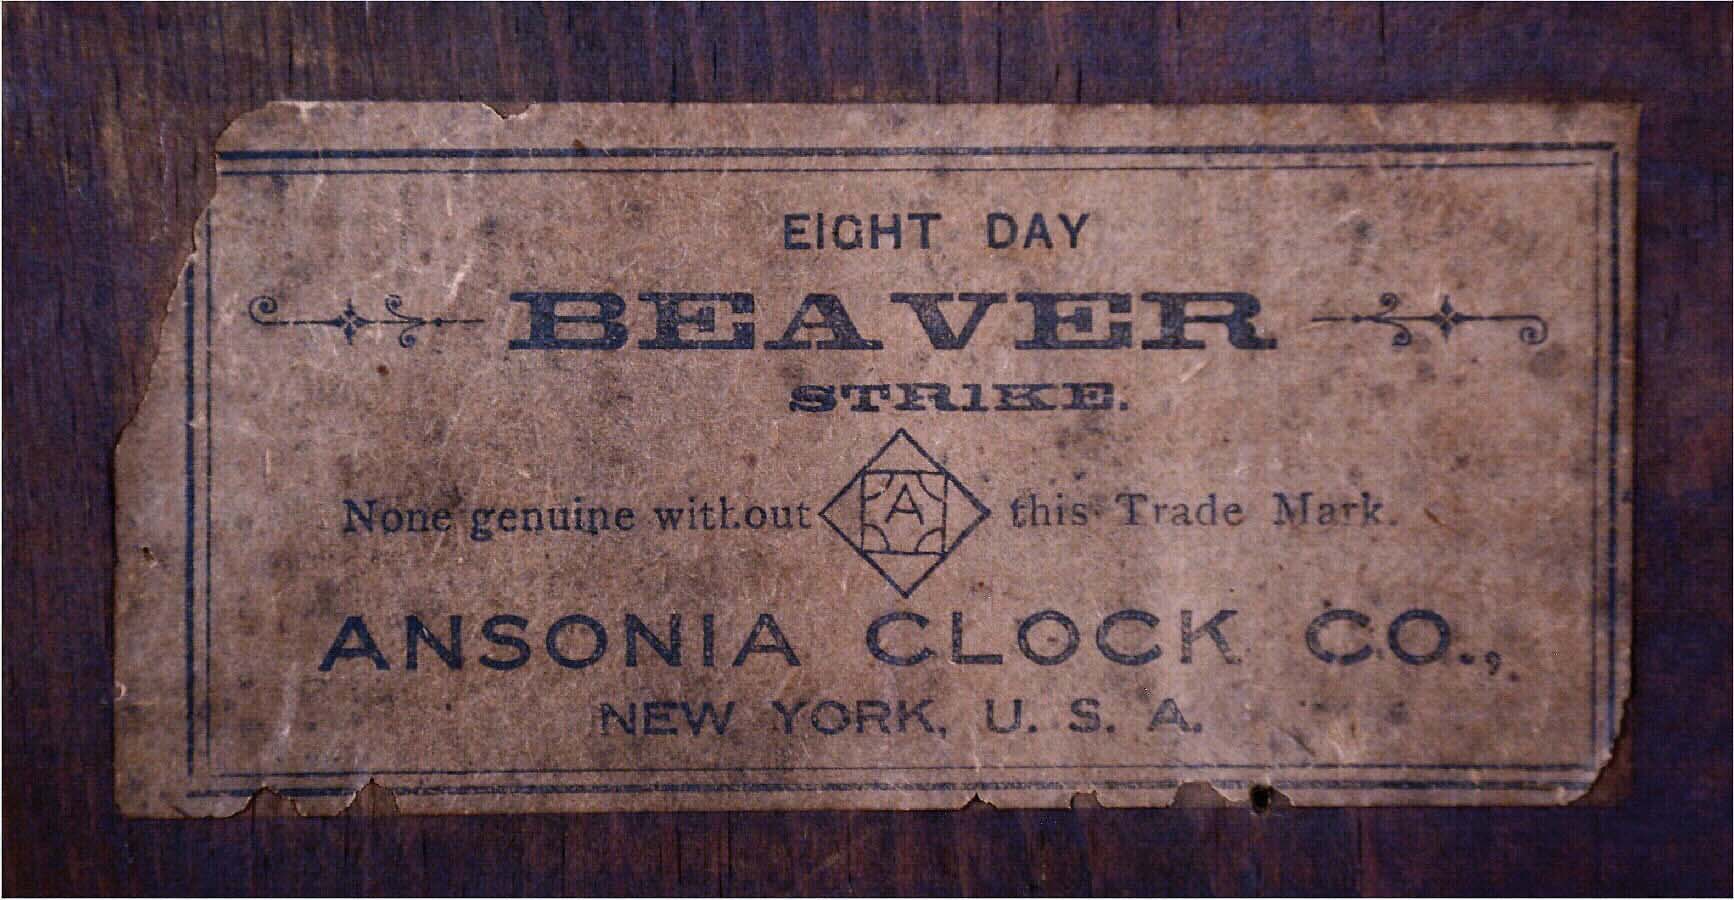 EIGHT DAY
BEAVER
STRIKE.
None genuine without A this Trade Mark.
ANSONIA CLOCK CO.,
NEW YORK, U. S. A.